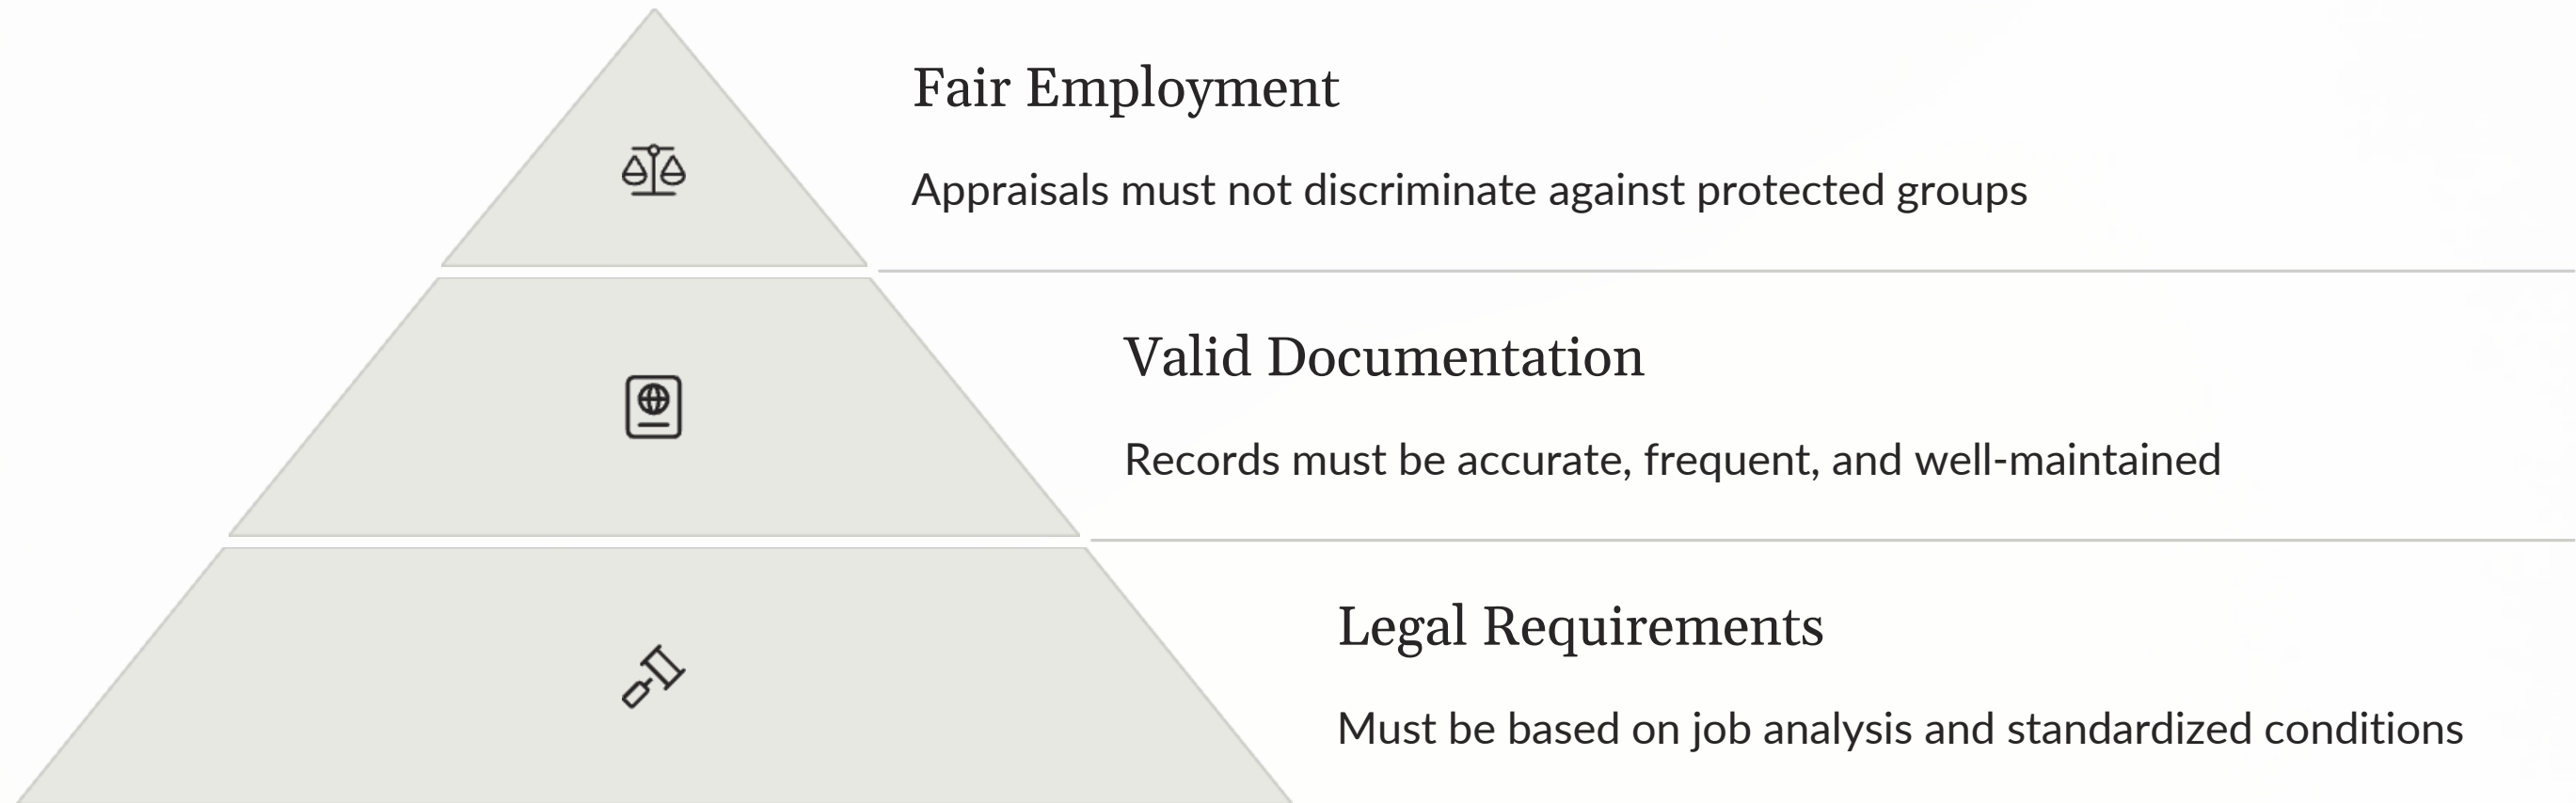 Fair Employment
Appraisals must not discriminate against protected groups
Valid Documentation
Records must be accurate, frequent, and well-maintained
Legal Requirements
Must be based on job analysis and standardized conditions